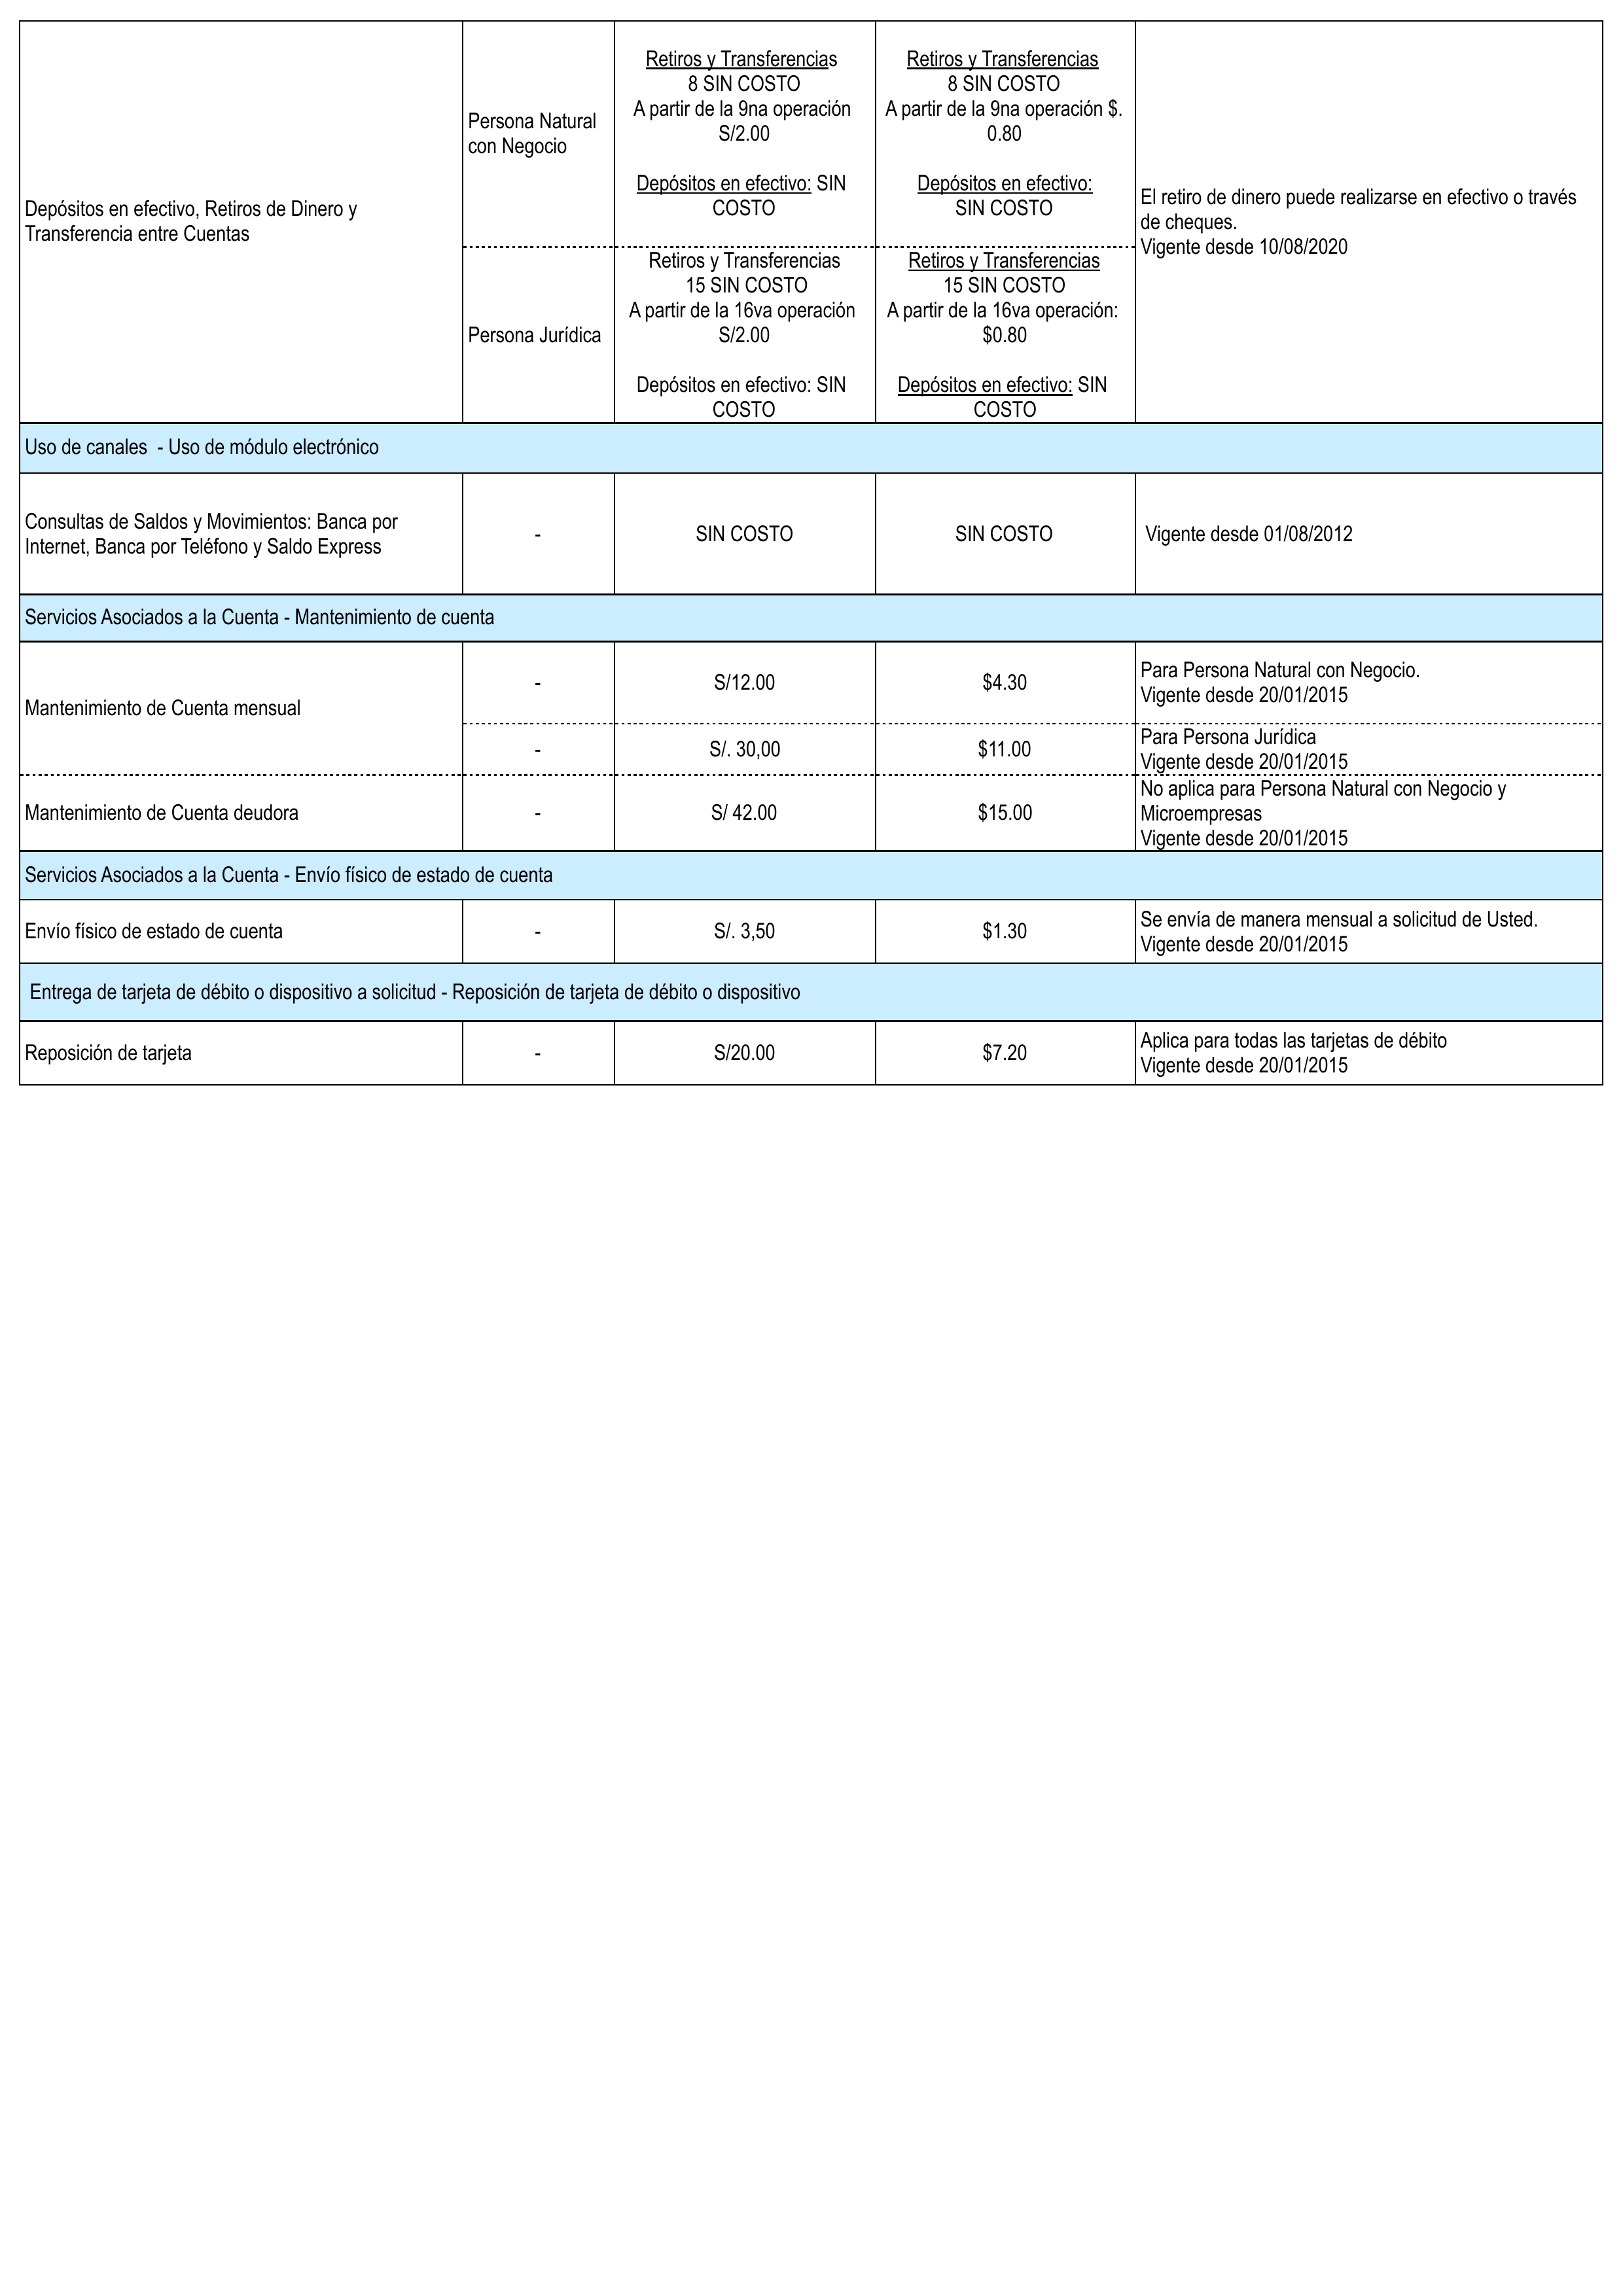 Depósitos en efectivo, Retiros de Dinero y
Transferencia entre Cuentas
Persona Natural
con Negocio
Retiros y Transferencias
8 SIN COSTO
A partir de la 9na operación
S/2.00
Depósitos en efectivo: SIN
COSTO
Retiros y Transferencias
8 SIN COSTO
A partir de la 9na operación $.
0.80
Depósitos en efectivo:
SIN COSTO
El retiro de dinero puede realizarse en efectivo o través
de cheques.
Vigente desde 10/08/2020
Persona Jurídica
Retiros y Transferencias
15 SIN COSTO
A partir de la 16va operación
S/2.00
Depósitos en efectivo: SIN
COSTO
Retiros y Transferencias
15 SIN COSTO
A partir de la 16va operación:
$0.80
Depósitos en efectivo: SIN
COSTO
Uso de canales  - Uso de módulo electrónico
Consultas de Saldos y Movimientos: Banca por
Internet, Banca por Teléfono y Saldo Express
-
SIN COSTO
SIN COSTO
Vigente desde 01/08/2012
Servicios Asociados a la Cuenta - Mantenimiento de cuenta
Mantenimiento de Cuenta mensual
-
S/12.00
$4.30
Para Persona Natural con Negocio.
Vigente desde 20/01/2015
-
S/. 30,00
$11.00
Para Persona Jurídica
Vigente desde 20/01/2015
Mantenimiento de Cuenta deudora
-
S/ 42.00
$15.00
No aplica para Persona Natural con Negocio y
Microempresas
Vigente desde 20/01/2015
Servicios Asociados a la Cuenta - Envío físico de estado de cuenta
Envío físico de estado de cuenta
-
S/. 3,50
$1.30
Se envía de manera mensual a solicitud de Usted.
Vigente desde 20/01/2015
Entrega de tarjeta de débito o dispositivo a solicitud - Reposición de tarjeta de débito o dispositivo
Reposición de tarjeta
-
S/20.00
$7.20
Aplica para todas las tarjetas de débito
Vigente desde 20/01/2015